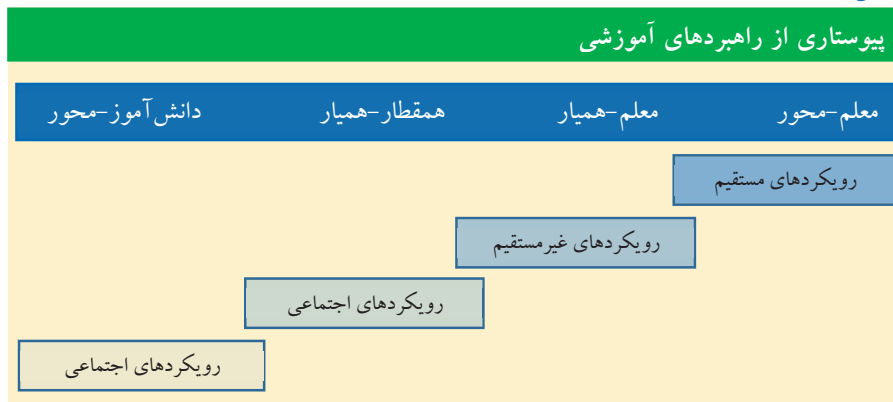 پیوستاری از راهبردهای آموزشی
معلم-محور معلم-همیار همقطار-همیار دانش‌آموز-محور
رویکردهای مستقیم
رویکردهای غیرمستقیم
رویکردهای اجتماعی
رویکردهای اجتماعی